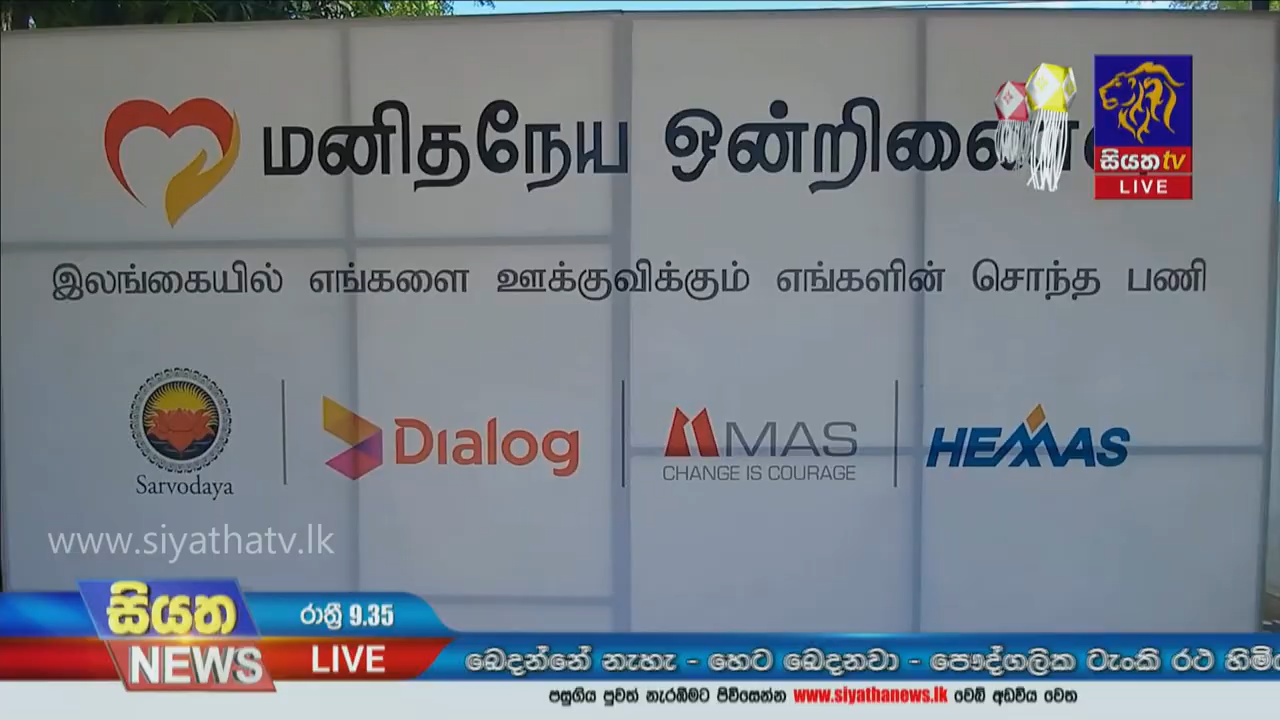 மனிதநேய
සියත tv
LIVE
இலங்கையில் எங்களை ஊக்குவிக்கும் எங்களின் சொந்த பணி
Sarvodaya
Dialog
MAS
CHANGE IS COURAGE
HEMAS
www.siyathatv.lk
සියත
NEWS
රාත්‍රී 9.35
LIVE
බෙදන්නේ නැහැ - හෙට බෙදනවා - පෞද්ගලික ටැංකි රථ
පසුගිය පුවත් නැරඹීමට පිවිසෙන්න www.siyathanews.lk වෙබ් අඩවිය වෙත